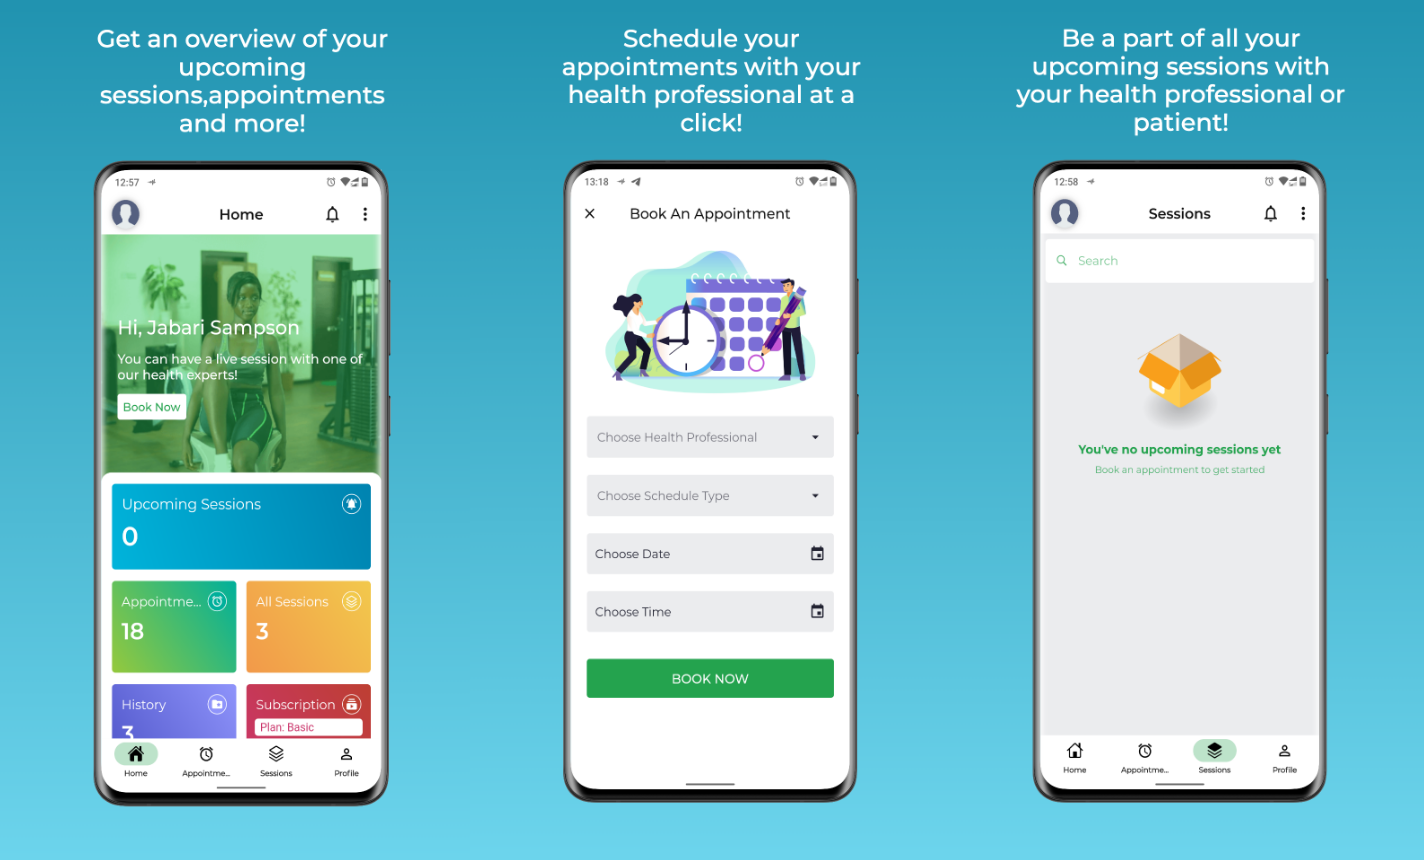 Get an overview of your
upcoming
sessions,appointments
and more!
12:57
Home
Hi, Jabari Sampson
You can have a live session with one of
our health experts!
Book Now
Upcoming Sessions
0
Appointme...
18
All Sessions
3
History
3
Subscription
Plan: Basic
Home
Appointme...
Sessions
Profile
Schedule your
appointments with your
health professional at a
click!
13:18
Book An Appointment
Choose Health Professional
Choose Schedule Type
Choose Date
Choose Time
BOOK NOW
Be a part of all your
upcoming sessions with
your health professional or
patient!
12:58
Sessions
Search
You've no upcoming sessions yet
Book an appointment to get started
Home
Appointme...
Sessions
Profile